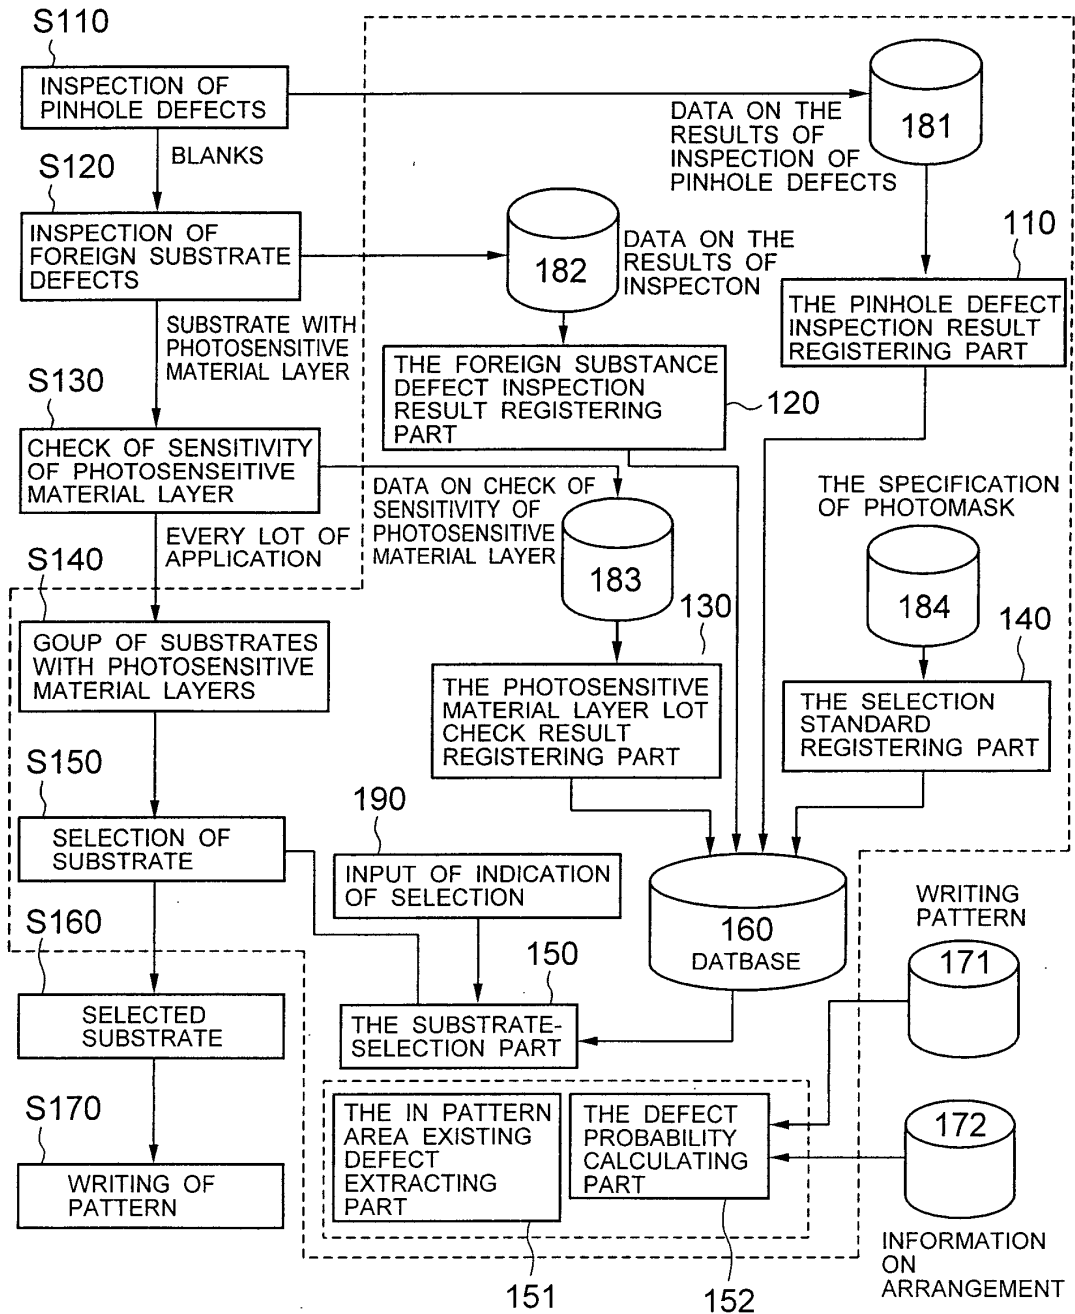 S110
INSPECTION OF
PINHOLE DEFECTS
181
DATA ON THE
RESULTS OF
INSPECTION OF
PINHOLE DEFECTS
BLANKS
S120
INSPECTION OF
FOREIGN SUBSTRATE
DEFECTS
182
DATA ON THE
RESULTS OF
INSPECTON
110
THE PINHOLE DEFECT
INSPECTION RESULT
REGISTERING PART
SUBSTRATE WITH
PHOTOSENSITIVE
MATERIAL LAYER
THE FOREIGN SUBSTANCE
DEFECT INSPECTION
RESULT REGISTERING
PART
120
S130
CHECK OF SENSITIVITY
OF PHOTOSENSEITIVE
MATERIAL LAYER
DATA ON CHECK OF
SENSITIVITY OF
PHOTOSENSITIVE
MATERIAL LAYER
183
THE SPECIFICATION
OF PHOTOMASK
184
EVERY LOT OF
APPLICATION
S140
GOUP OF SUBSTRATES
WITH PHOTOSENSITIVE
MATERIAL LAYERS
130
THE PHOTOSENSITIVE
MATERIAL LAYER LOT
CHECK RESULT
REGISTERING PART
140
THE SELECTION
STANDARD
REGISTERING PART
S150
SELECTION OF
SUBSTRATE
190
INPUT OF INDICATION
OF SELECTION
160
DATBASE
WRITING
PATTERN
171
S160
SELECTED
SUBSTRATE
150
THE SUBSTRATE-
SELECTION PART
S170
WRITING OF
PATTERN
THE IN PATTERN
AREA EXISTING
DEFECT
EXTRACTING
PART
THE DEFECT
PROBABILITY
CALCULATING
PART
172
INFORMATION
ON
ARRANGEMENT
151
152